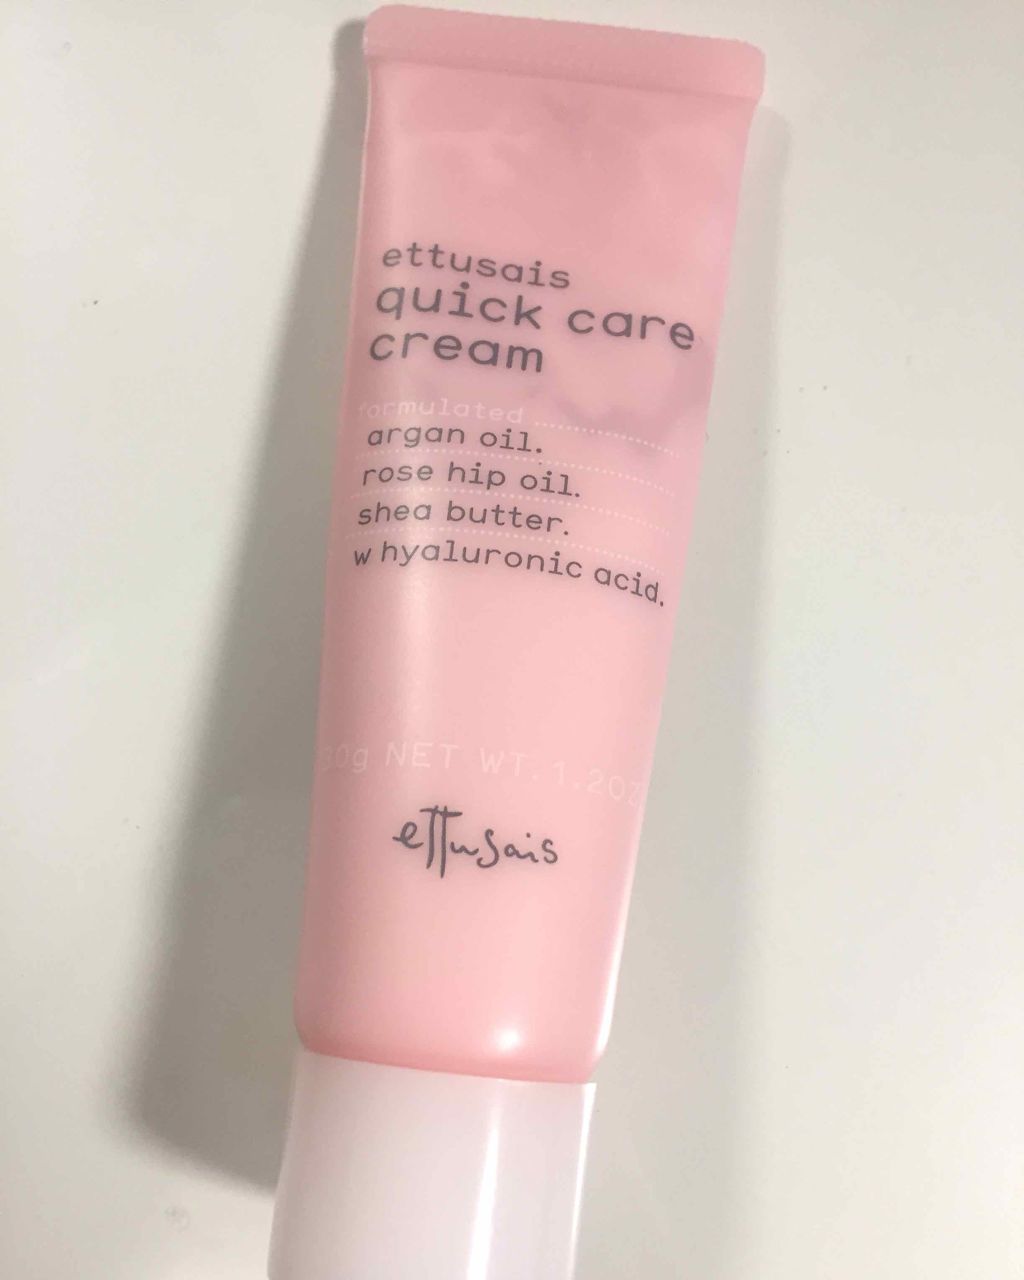 ettusais
quick care
cream
formulated
argan oil.
rose hip oil.
shea butter.
w hyaluronic acid.
30g NET WT. 1.2OZ
ettusais